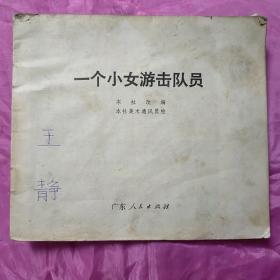 一个小女游击队员
本社改编
本社美术通讯员绘
王
静
广东人民出版社